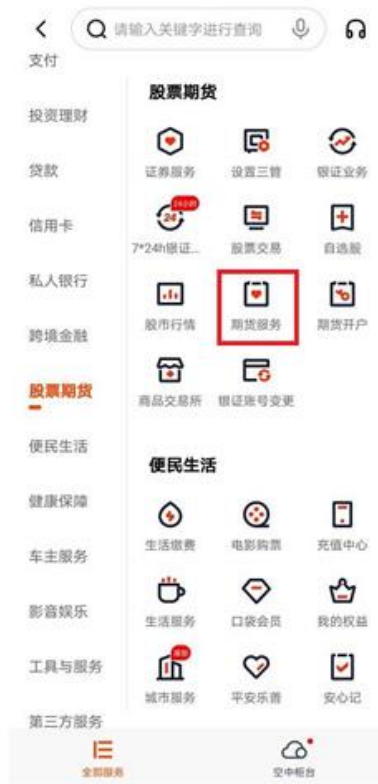 请输入关键字进行查询
支付
投资理财
贷款
信用卡
私人银行
跨境金融
股票期货
便民生活
健康保障
车主服务
影音娱乐
工具与服务
第三方服务
股票期货
证券服务
设置三管
银证业务
24
7*24h银证...
股票交易
自选股
股市行情
期货服务
期货开户
商品交易所
银证账号变更
便民生活
生活缴费
电影购票
充值中心
生活服务
口袋会员
我的权益
城市服务
平安乐善
安心记
全部服务
空中柜台